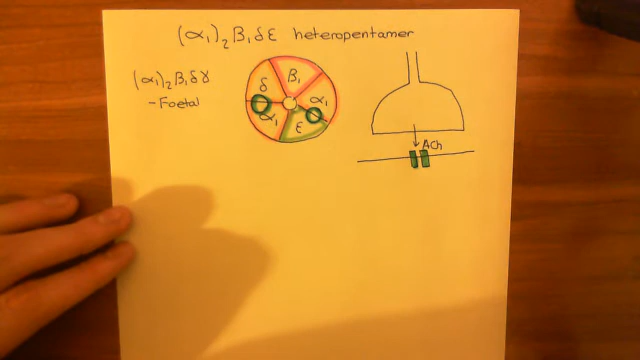 (α₁)₂ β₁ δ ε heteropentamer
(α₁)₂ β₁ δ γ
- Foetal
β₁
δ
α₁
α₁
ε
ACh